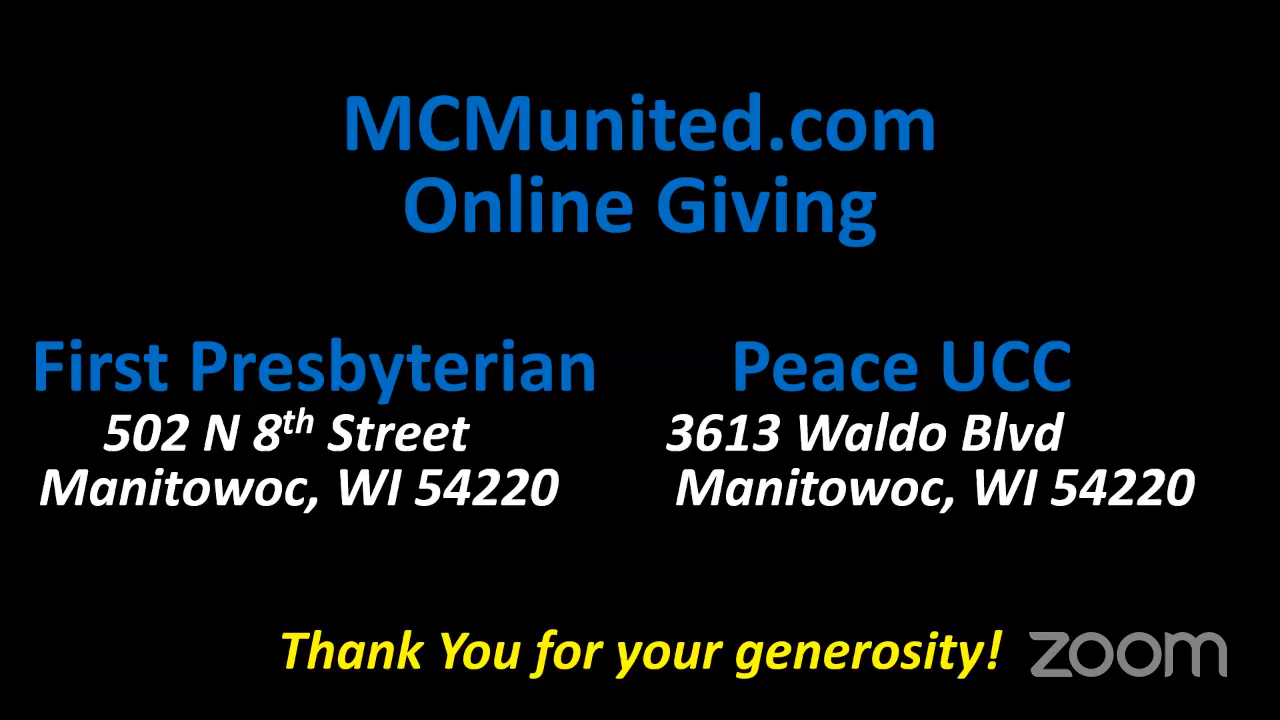 MCMunited.com
Online Giving
First Presbyterian
502 N 8th Street
Manitowoc, WI 54220
Peace UCC
3613 Waldo Blvd
Manitowoc, WI 54220
Thank You for your generosity!
zoom